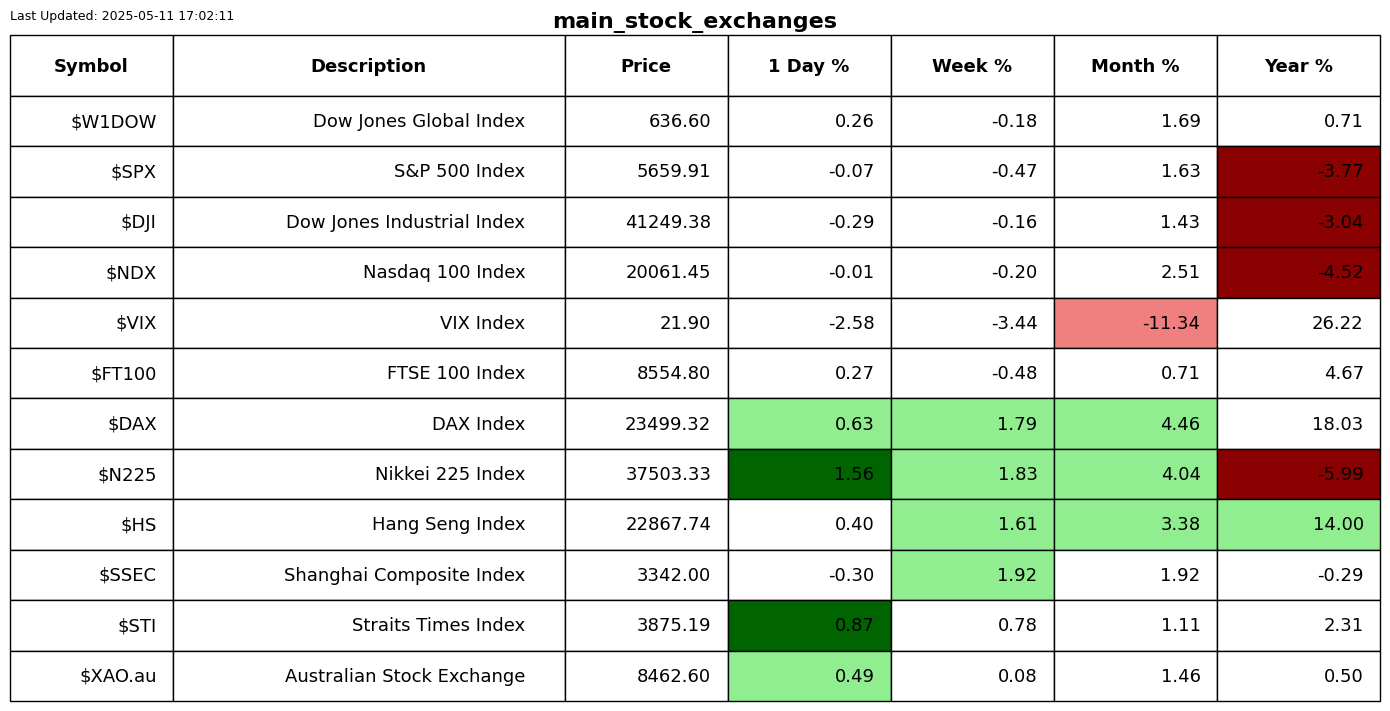 Last Updated: 2025-05-11 17:02:11
main_stock_exchanges
Symbol Description Price 1 Day % Week % Month % Year %
$W1DOW Dow Jones Global Index 636.60 0.26 -0.18 1.69 0.71
$SPX S&P 500 Index 5659.91 -0.07 -0.47 1.63 -3.77
$DJI Dow Jones Industrial Index 41249.38 -0.29 -0.16 1.43 -3.04
$NDX Nasdaq 100 Index 20061.45 -0.01 -0.20 2.51 -4.52
$VIX VIX Index 21.90 -2.58 -3.44 -11.34 26.22
$FT100 FTSE 100 Index 8554.80 0.27 -0.48 0.71 4.67
$DAX DAX Index 23499.32 0.63 1.79 4.46 18.03
$N225 Nikkei 225 Index 37503.33 1.56 1.83 4.04 -5.99
$HS Hang Seng Index 22867.74 0.40 1.61 3.38 14.00
$SSEC Shanghai Composite Index 3342.00 -0.30 1.92 1.92 -0.29
$STI Straits Times Index 3875.19 0.87 0.78 1.11 2.31
$XAO.au Australian Stock Exchange 8462.60 0.49 0.08 1.46 0.50